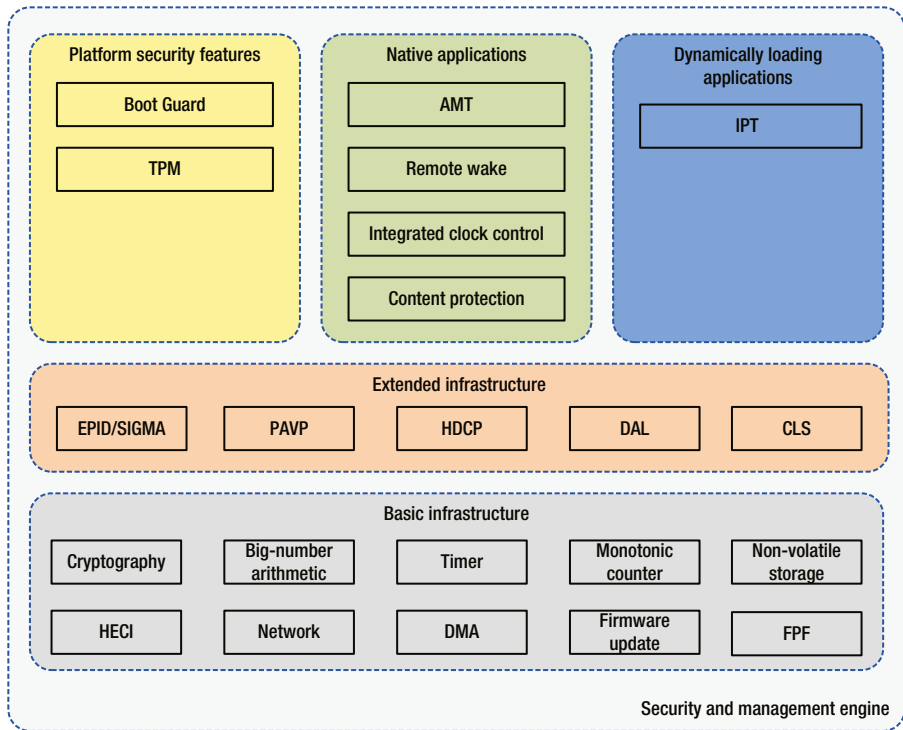 Platform security features
Boot Guard
TPM
Native applications
AMT
Remote wake
Integrated clock control
Content protection
Dynamically loading
applications
IPT
Extended infrastructure
EPID/SIGMA
PAVP
HDCP
DAL
CLS
Basic infrastructure
Cryptography
Big-number
arithmetic
Timer
Monotonic
counter
Non-volatile
storage
HECI
Network
DMA
Firmware
update
FPF
Security and management engine